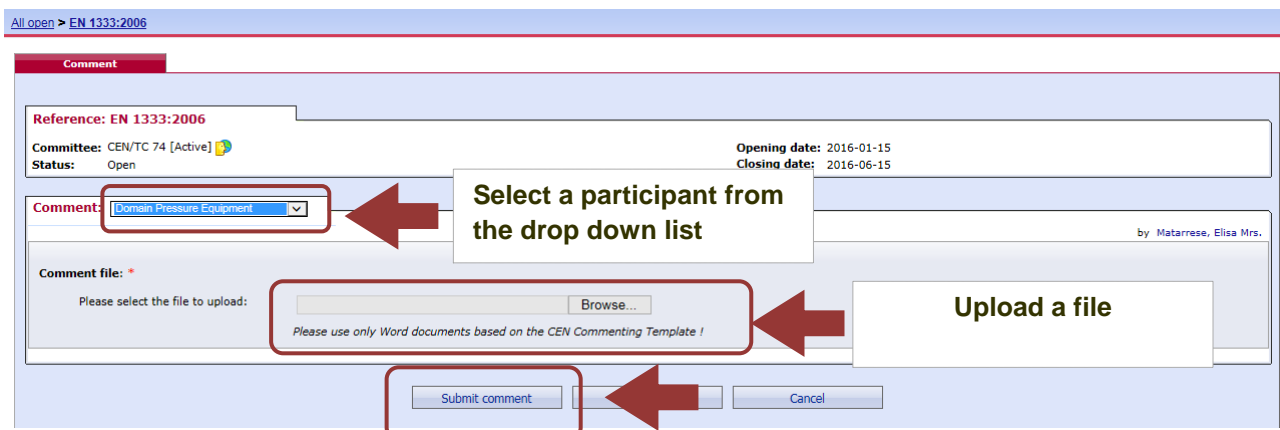 All open > EN 1333:2006
Comment
Reference: EN 1333:2006
Committee: CEN/TC 74 [Active]
Status: Open
Opening date: 2016-01-15
Closing date: 2016-06-15
Select a participant from
the drop down list
Comment: Domain Pressure Equipment
by Matarrese, Elisa Mrs.
Comment file: *
Please select the file to upload:
Browse...
Please use only Word documents based on the CEN Commenting Template !
Upload a file
Submit comment
Cancel